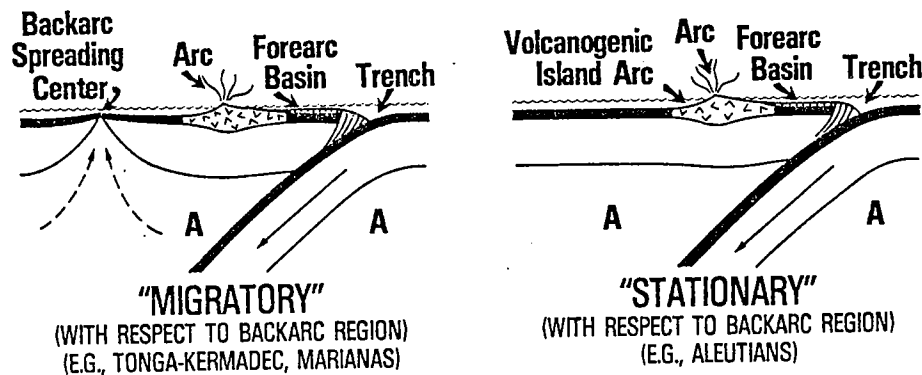 Backarc
Spreading
Center
Arc
Forearc
Basin
Trench
A
A
"MIGRATORY"
(WITH RESPECT TO BACKARC REGION)
(E.G., TONGA-KERMADEC, MARIANAS)
Volcanogenic
Island Arc
Arc
Forearc
Basin
Trench
A
A
"STATIONARY"
(WITH RESPECT TO BACKARC REGION)
(E.G., ALEUTIANS)